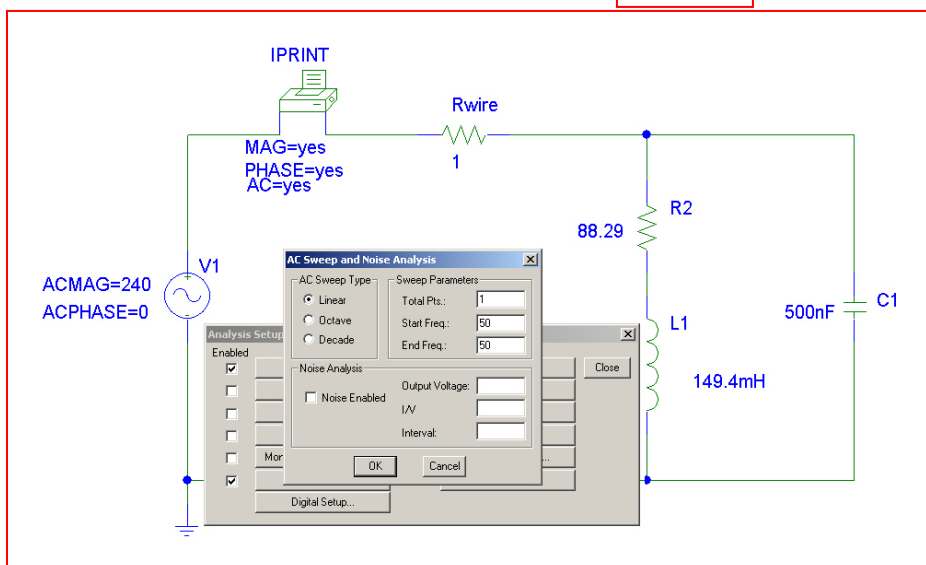 IPRINT
Rwire
MAG=yes
PHASE=yes
AC=yes
1
R2
88.29
V1
ACMAG=240
ACPHASE=0
AC Sweep and Noise Analysis
AC Sweep Type
Linear
Octave
Decade
Sweep Parameters
Total Pts.: 1
Start Freq.: 50
End Freq.: 50
Noise Analysis
Noise Enabled
Output Voltage:
I/V
Interval:
OK
Cancel
Analysis Setup
Enabled
Close
Digital Setup...
L1
149.4mH
500nF
C1